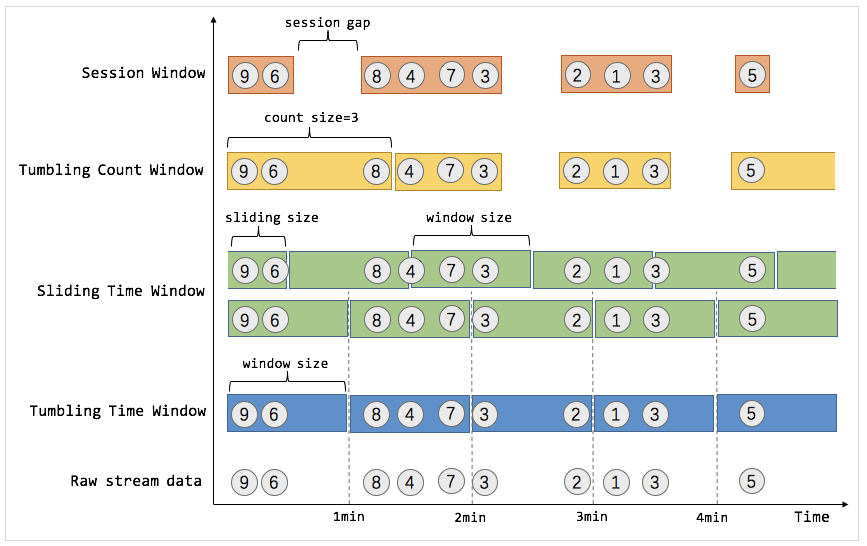 session gap
Session Window
9 6 8 4 7 3 2 1 3 5
count size=3
Tumbling Count Window
9 6 8 4 7 3 2 1 3 5
sliding size window size
9 6 8 4 7 3 2 1 3 5
Sliding Time Window
9 6 8 4 7 3 2 1 3 5
window size
Tumbling Time Window
9 6 8 4 7 3 2 1 3 5
Raw stream data
9 6 8 4 7 3 2 1 3 5
1min 2min 3min 4min Time